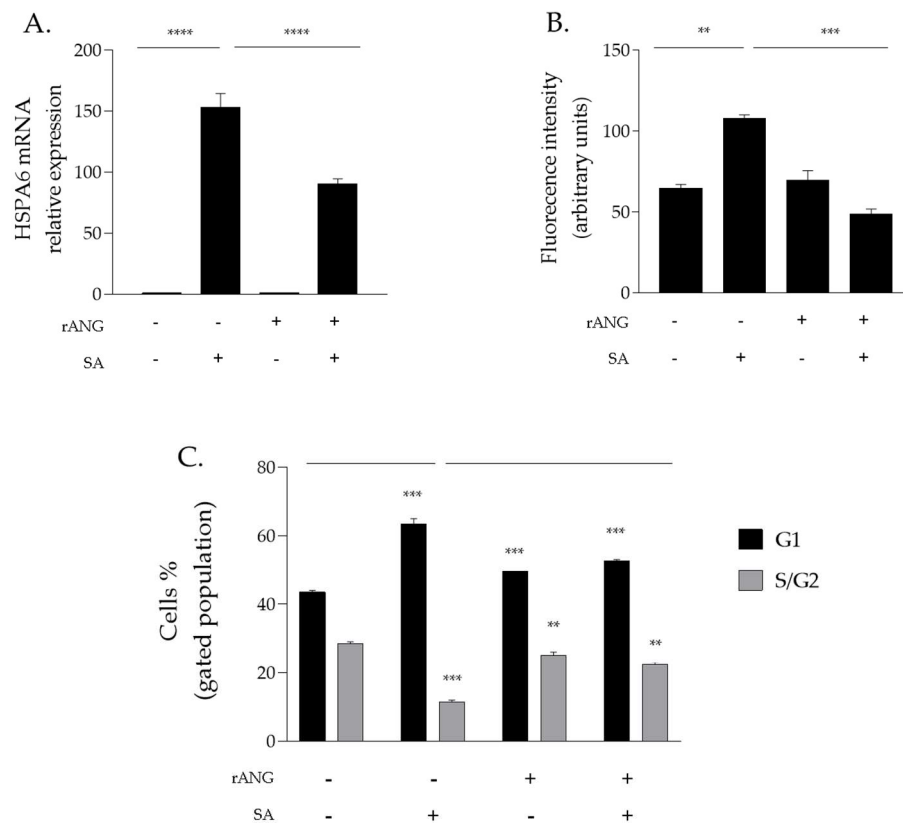 A.
**** ****
HSPA6 mRNA
relative expression
200
150
100
50
0
rANG - - + +
SA - + - +
B.
** ***
Fluorecence intensity
(arbitrary units)
150
100
50
0
rANG - - + +
SA - + - +
C.
Cells %
(gated population)
80
60
40
20
0
*** *** *** *** ** **
G1
S/G2
rANG - - + +
SA - + - +